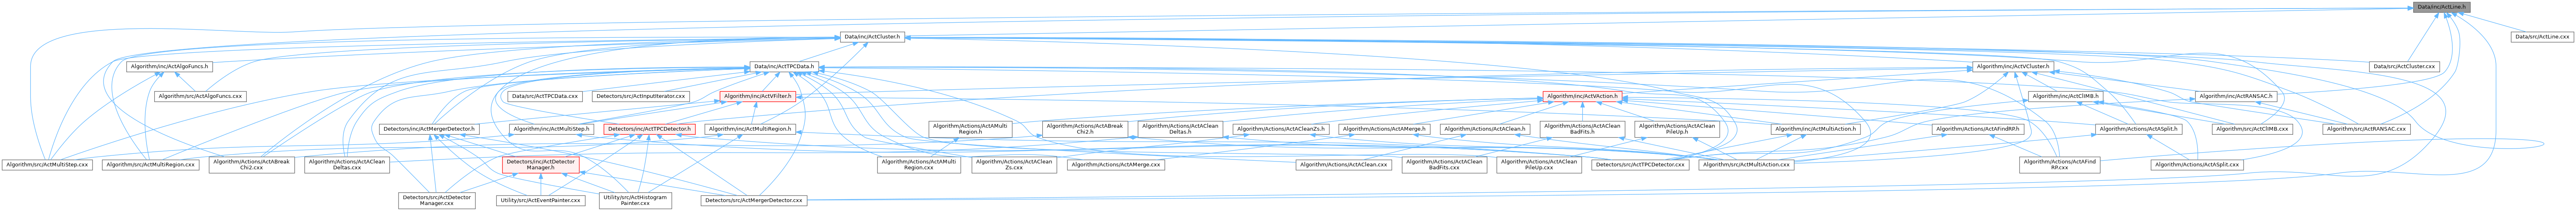 Data/inc/ActLine.h
Data/inc/ActCluster.h
Data/src/ActLine.cxx
Algorithm/inc/ActAlgoFuncs.h
Data/inc/ActTPCData.h
Algorithm/inc/ActVCluster.h
Data/src/ActCluster.cxx
Algorithm/src/ActAlgoFuncs.cxx
Data/src/ActTPCData.cxx
Detectors/src/ActInputIterator.cxx
Algorithm/inc/ActVFilter.h
Algorithm/inc/ActVAction.h
Algorithm/inc/ActCliMB.h
Algorithm/inc/ActRANSAC.h
Detectors/inc/ActMergerDetector.h
Algorithm/inc/ActMultiStep.h
Detectors/inc/ActTPCDetector.h
Algorithm/inc/ActMultiRegion.h
Algorithm/Actions/ActAMulti
Region.h
Algorithm/Actions/ActABreak
Chi2.h
Algorithm/Actions/ActAClean
Deltas.h
Algorithm/Actions/ActACleanZs.h
Algorithm/Actions/ActAMerge.h
Algorithm/Actions/ActAClean.h
Algorithm/Actions/ActAClean
BadFits.h
Algorithm/Actions/ActAClean
PileUp.h
Algorithm/inc/ActMultiAction.h
Algorithm/Actions/ActAFindRP.h
Algorithm/Actions/ActASplit.h
Algorithm/src/ActCliMB.cxx
Algorithm/src/ActRANSAC.cxx
Algorithm/src/ActMultiStep.cxx
Algorithm/src/ActMultiRegion.cxx
Algorithm/Actions/ActABreak
Chi2.cxx
Algorithm/Actions/ActAClean
Deltas.cxx
Detectors/inc/ActDetector
Manager.h
Algorithm/Actions/ActAMulti
Region.cxx
Algorithm/Actions/ActAClean
Zs.cxx
Algorithm/Actions/ActAMerge.cxx
Algorithm/Actions/ActAClean.cxx
Algorithm/Actions/ActAClean
BadFits.cxx
Algorithm/Actions/ActAClean
PileUp.cxx
Detectors/src/ActTPCDetector.cxx
Algorithm/src/ActMultiAction.cxx
Algorithm/Actions/ActAFind
RP.cxx
Algorithm/Actions/ActASplit.cxx
Detectors/src/ActDetector
Manager.cxx
Utility/src/ActEventPainter.cxx
Utility/src/ActHistogram
Painter.cxx
Detectors/src/ActMergerDetector.cxx